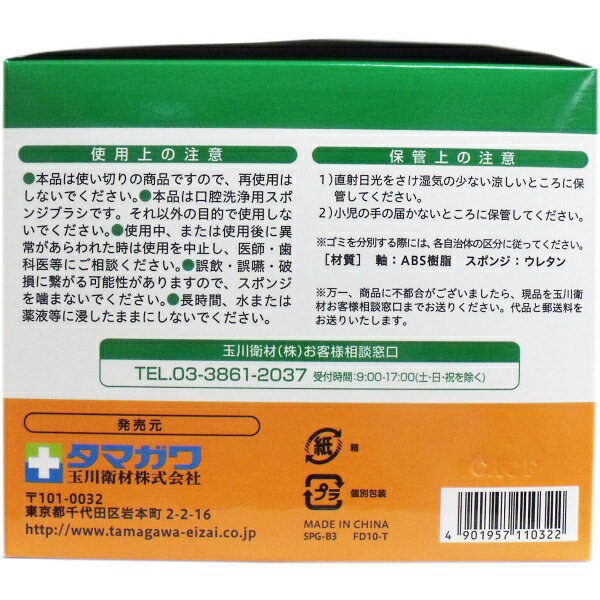 使用上の注意
●本品は使い切りの商品ですので、再使用は
しないでください。●本品は口腔洗浄用スポ
ンジブラシです。それ以外の目的で使用しな
いでください。●使用中、または使用後に異
常があらわれた時は使用を中止し、医師・歯
科医等にご相談ください。●誤飲・誤嚥・破
損に繋がる可能性がありますので、スポンジ
を噛まないでください。●長時間、水または
薬液等に浸したままにしないでください。
保管上の注意
1）直射日光をさけ湿気の少ない涼しいところに保
管してください。
2）小児の手の届かないところに保管してください。
※ゴミを分別する際には、各自治体の区分に従ってください。
［材質］ 軸：ABS樹脂 スポンジ：ウレタン
※万一、商品に不都合がございましたら、現品を玉川衛
材お客様相談窓口までお送りください。代品と郵送料を
お送りいたします。
玉川衛材（株）お客様相談窓口
TEL.03-3861-2037 受付時間：9:00-17:00（土・日・祝を除く）
発売元
タマガワ
玉川衛材株式会社
〒101-0032
東京都千代田区岩本町 2-2-16
http://www.tamagawa-eizai.co.jp
紙 箱
プラ 個別包装
MADE IN CHINA
SPG-B3 FD10-T
4 901957 110322